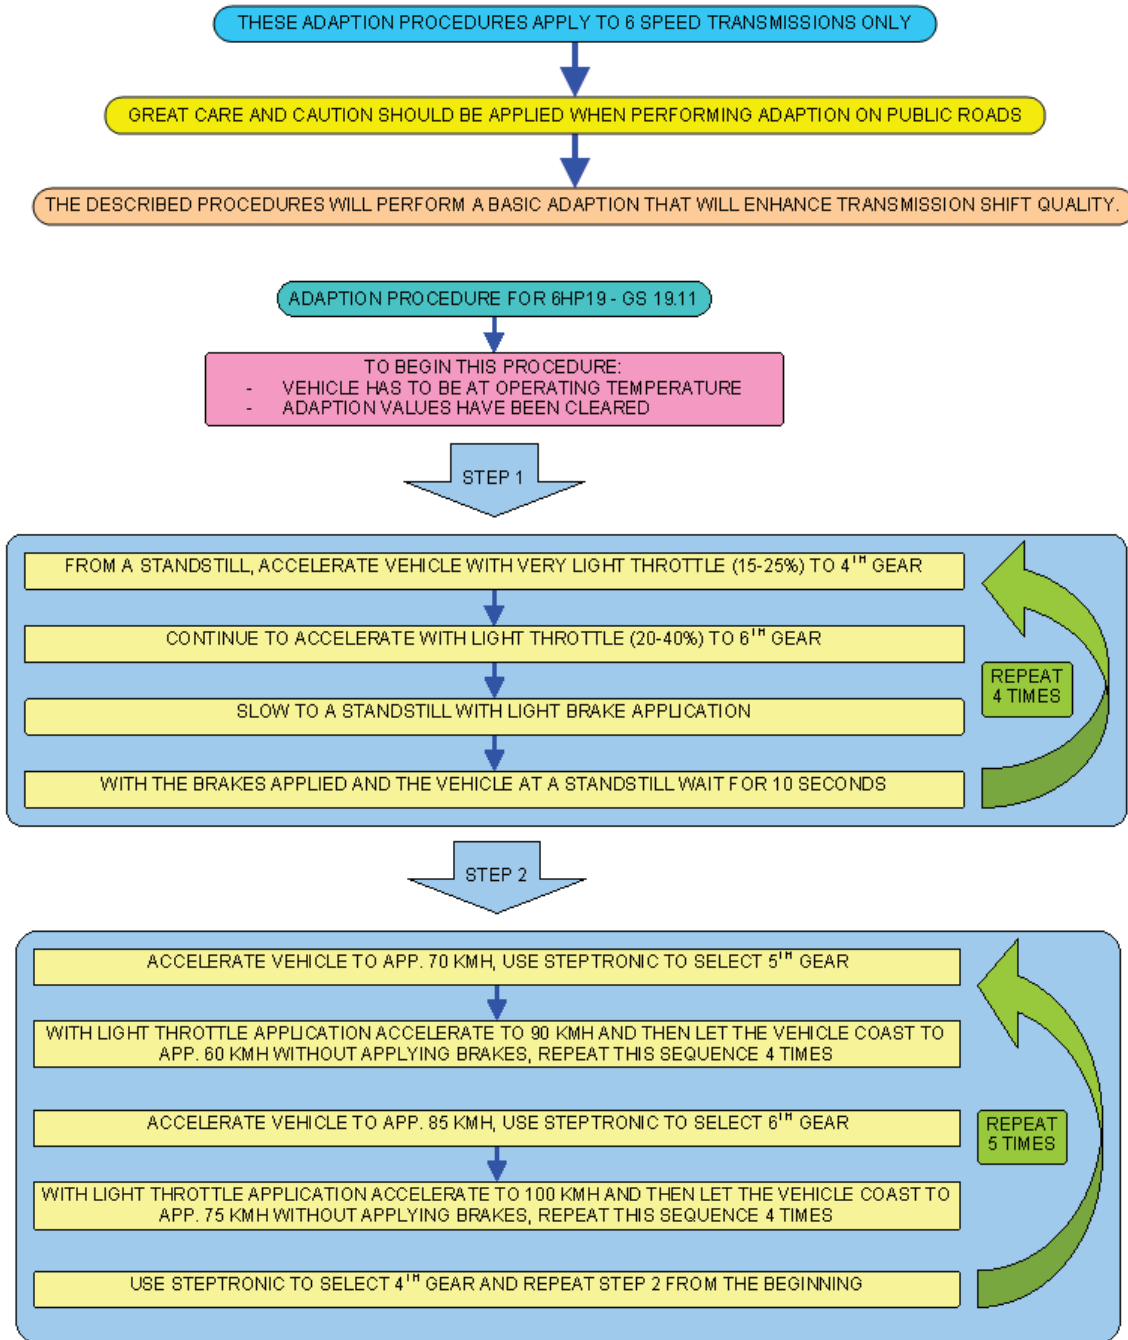 THESE ADAPTION PROCEDURES APPLY TO 6 SPEED TRANSMISSIONS ONLY
GREAT CARE AND CAUTION SHOULD BE APPLIED WHEN PERFORMING ADAPTION ON PUBLIC ROADS
THE DESCRIBED PROCEDURES WILL PERFORM A BASIC ADAPTION THAT WILL ENHANCE TRANSMISSION SHIFT QUALITY.
ADAPTION PROCEDURE FOR 6HP19 - GS 19.11
TO BEGIN THIS PROCEDURE:
- VEHICLE HAS TO BE AT OPERATING TEMPERATURE
- ADAPTION VALUES HAVE BEEN CLEARED
STEP 1
FROM A STANDSTILL, ACCELERATE VEHICLE WITH VERY LIGHT THROTTLE (15-25%) TO 4TH GEAR
CONTINUE TO ACCELERATE WITH LIGHT THROTTLE (20-40%) TO 6TH GEAR
SLOW TO A STANDSTILL WITH LIGHT BRAKE APPLICATION
WITH THE BRAKES APPLIED AND THE VEHICLE AT A STANDSTILL WAIT FOR 10 SECONDS
REPEAT
4 TIMES
STEP 2
ACCELERATE VEHICLE TO APP. 70 KMH, USE STEPTRONIC TO SELECT 5TH GEAR
WITH LIGHT THROTTLE APPLICATION ACCELERATE TO 90 KMH AND THEN LET THE VEHICLE COAST TO
APP. 60 KMH WITHOUT APPLYING BRAKES, REPEAT THIS SEQUENCE 4 TIMES
ACCELERATE VEHICLE TO APP. 85 KMH, USE STEPTRONIC TO SELECT 6TH GEAR
WITH LIGHT THROTTLE APPLICATION ACCELERATE TO 100 KMH AND THEN LET THE VEHICLE COAST TO
APP. 75 KMH WITHOUT APPLYING BRAKES, REPEAT THIS SEQUENCE 4 TIMES
USE STEPTRONIC TO SELECT 4TH GEAR AND REPEAT STEP 2 FROM THE BEGINNING
REPEAT
5 TIMES